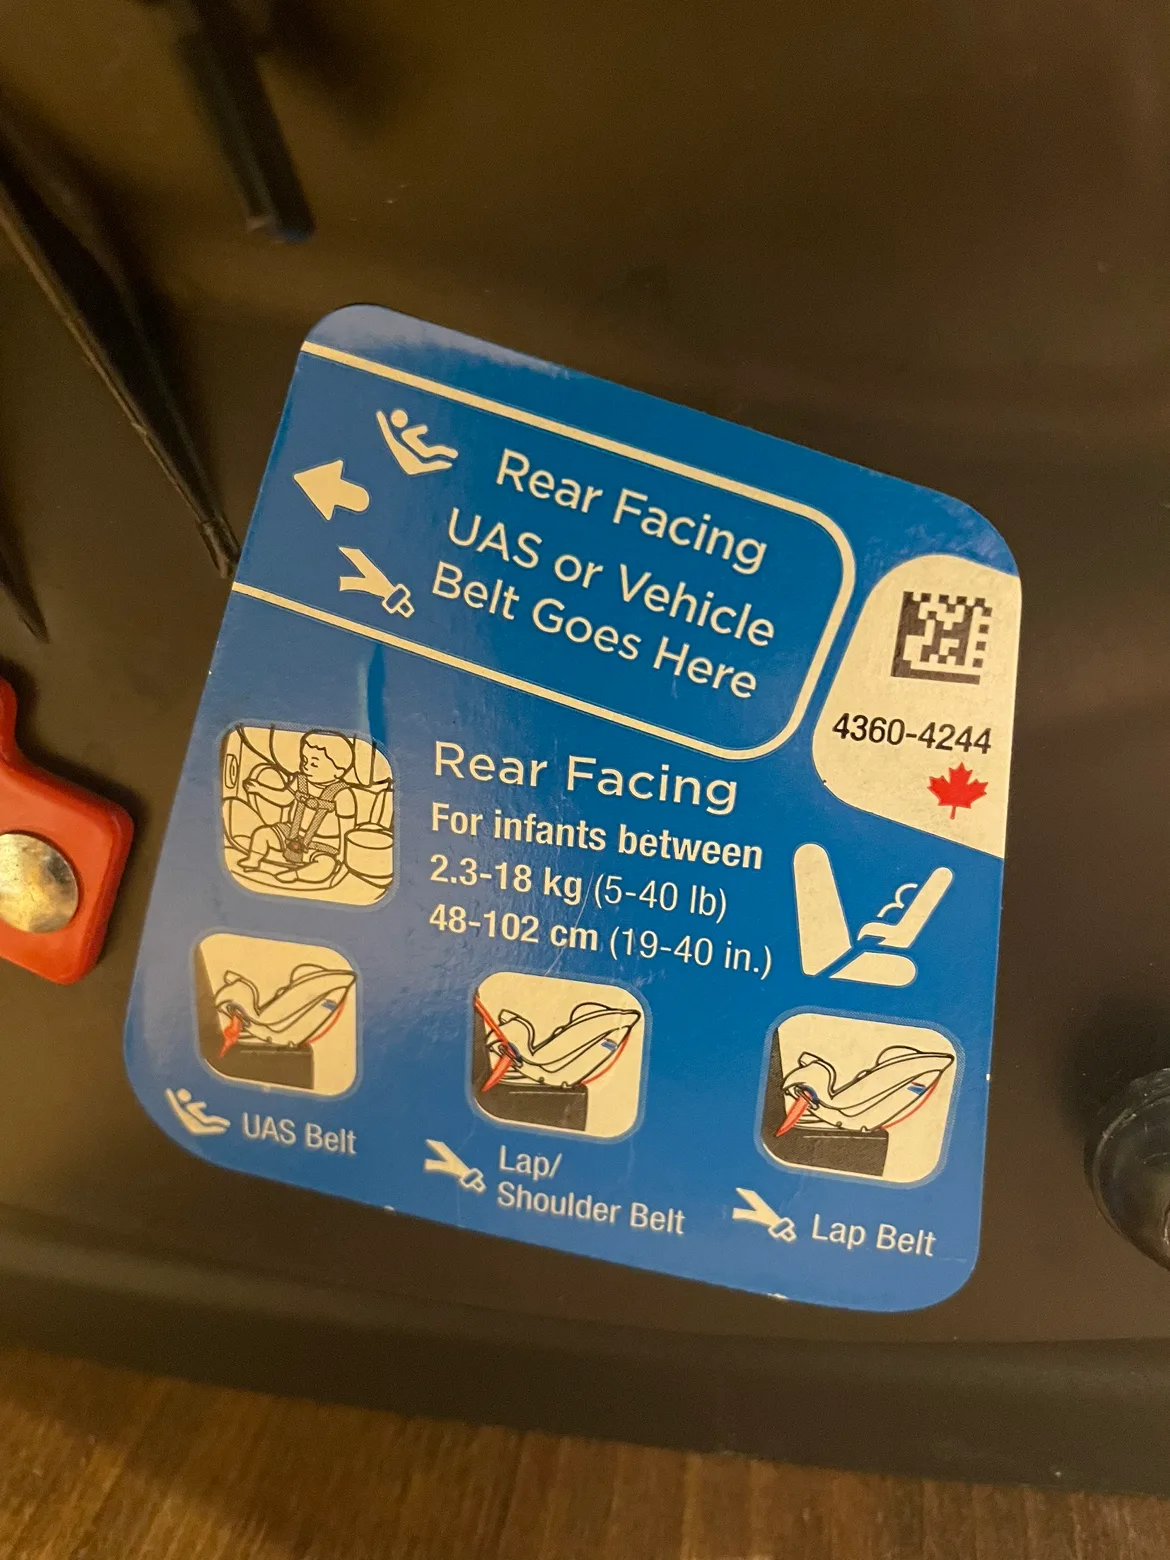 Rear Facing
UAS or Vehicle
Belt Goes Here
4360-4244
Rear Facing
For infants between
2.3-18 kg (5-40 lb)
48-102 cm (19-40 in.)
UAS Belt
Lap/
Shoulder Belt
Lap Belt